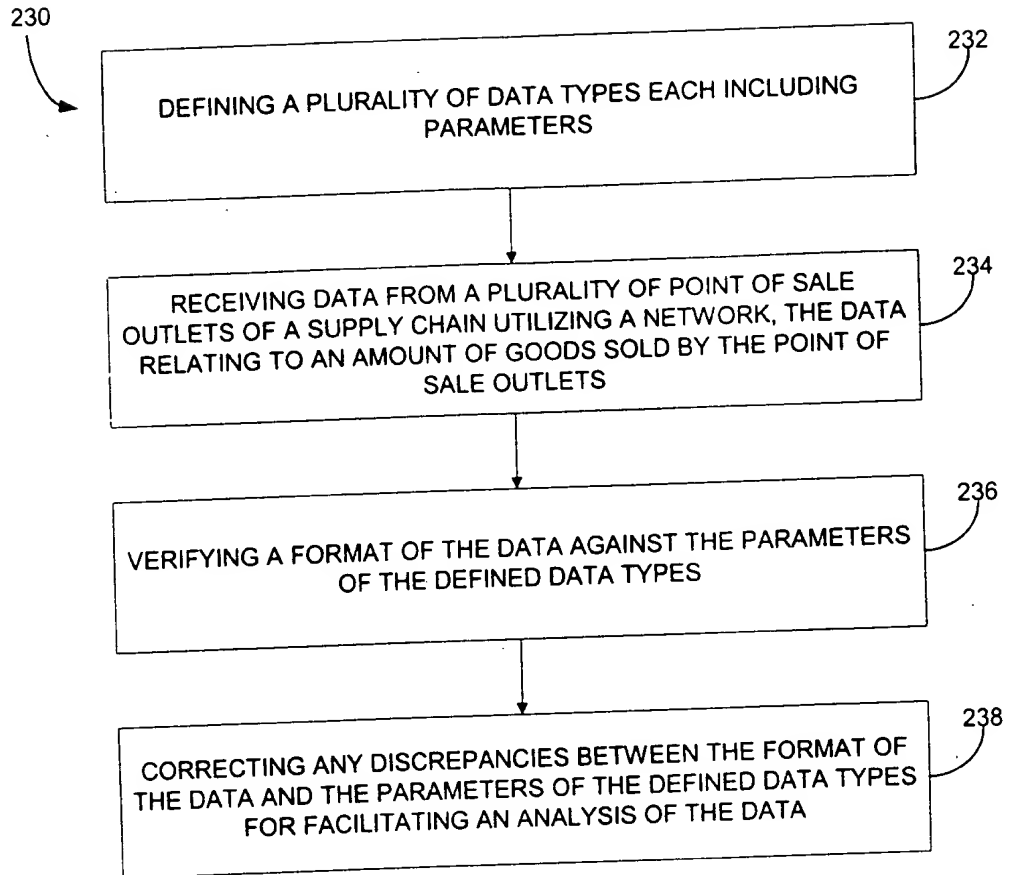 230
232
DEFINING A PLURALITY OF DATA TYPES EACH INCLUDING
PARAMETERS
234
RECEIVING DATA FROM A PLURALITY OF POINT OF SALE
OUTLETS OF A SUPPLY CHAIN UTILIZING A NETWORK, THE DATA
RELATING TO AN AMOUNT OF GOODS SOLD BY THE POINT OF
SALE OUTLETS
236
VERIFYING A FORMAT OF THE DATA AGAINST THE PARAMETERS
OF THE DEFINED DATA TYPES
238
CORRECTING ANY DISCREPANCIES BETWEEN THE FORMAT OF
THE DATA AND THE PARAMETERS OF THE DEFINED DATA TYPES
FOR FACILITATING AN ANALYSIS OF THE DATA